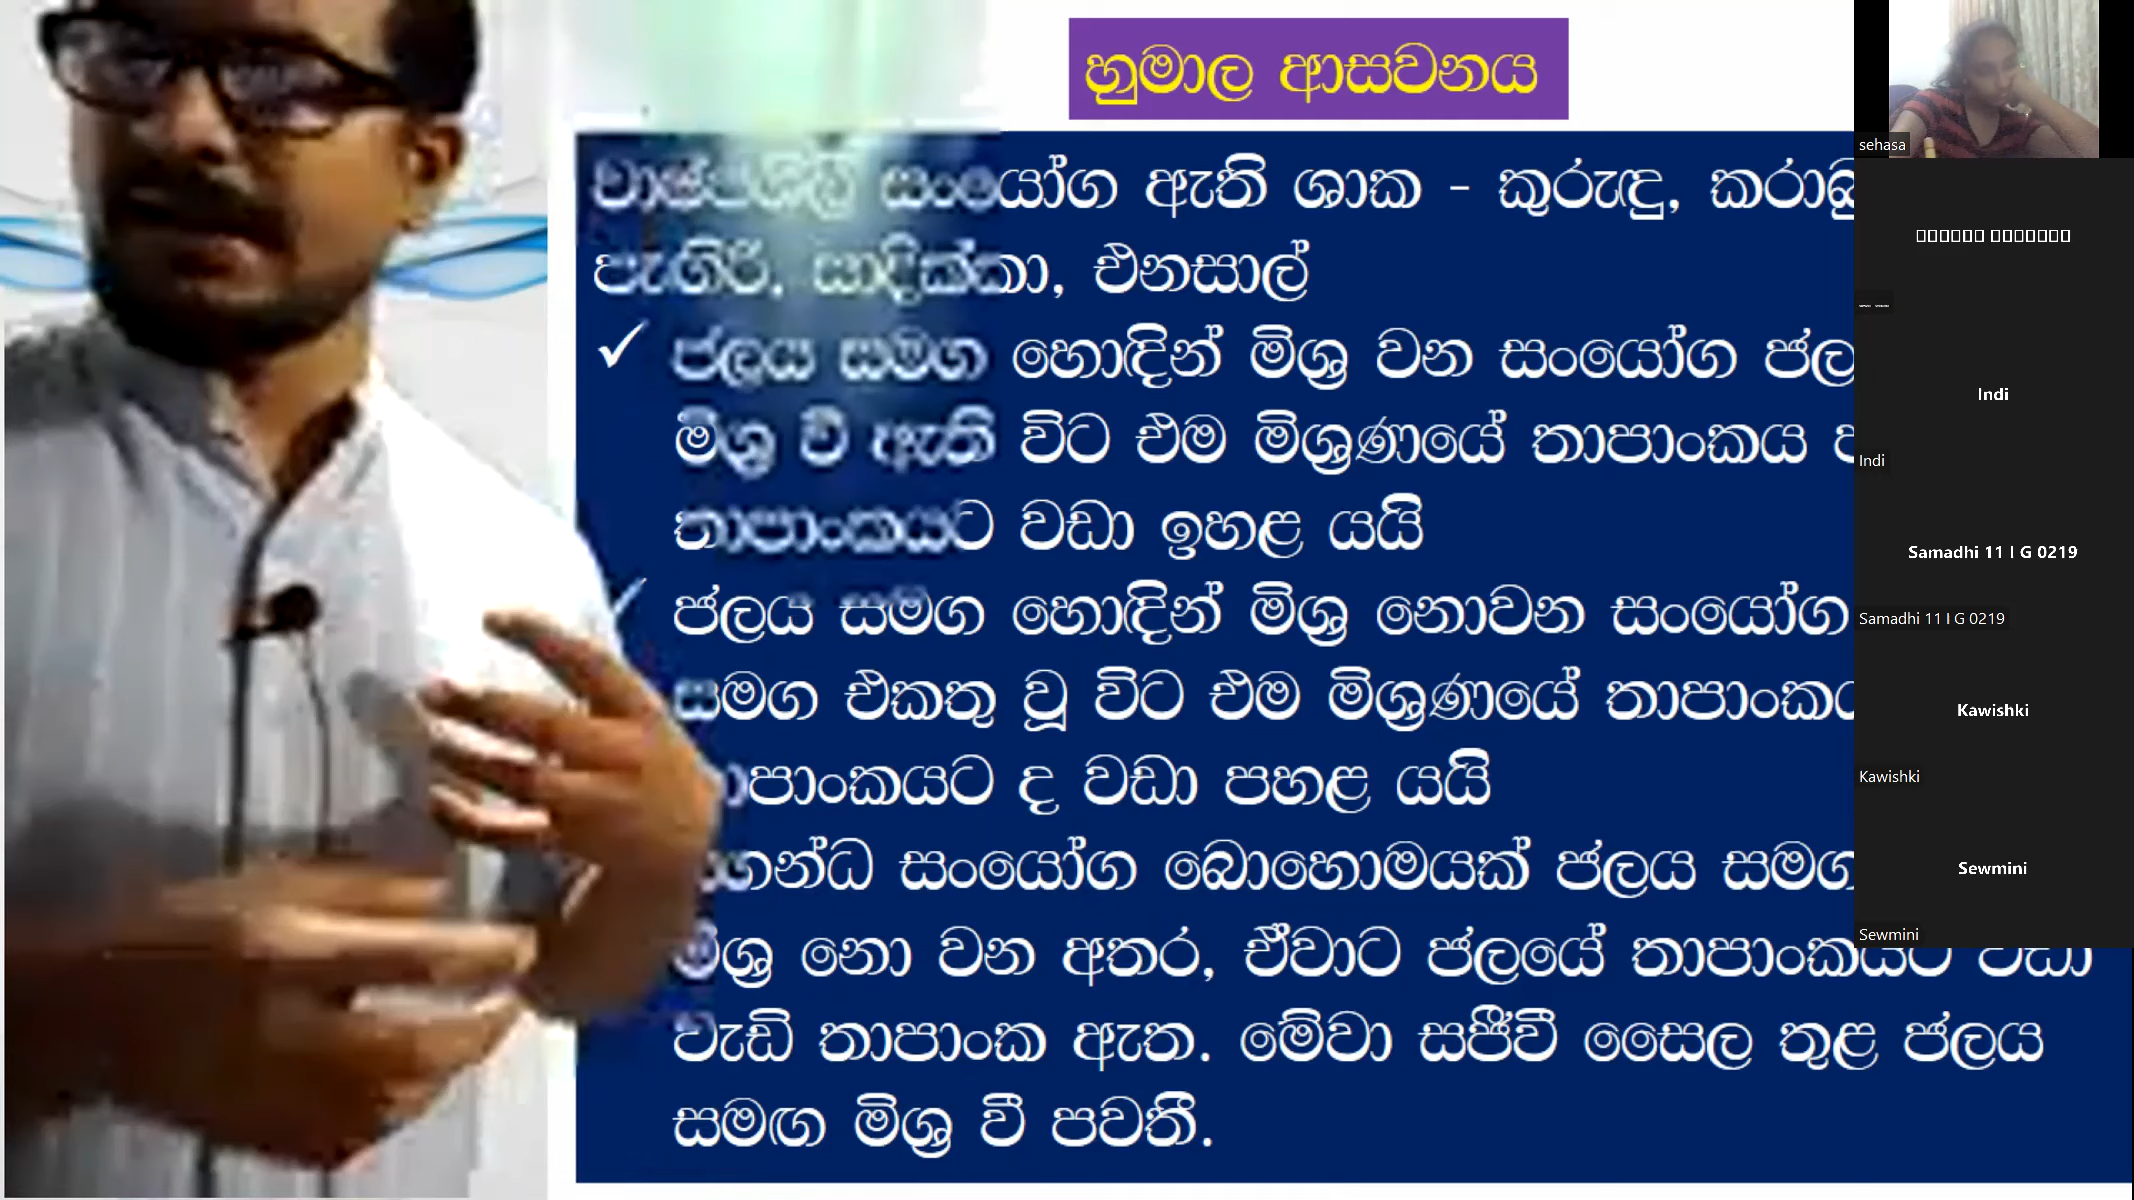 හුමාල ආසවනය
වාෂ්පශීලී සංයෝග ඇති ශාක - කුරුඳු, කරාබු
පැඟිරි, සාදික්කා, එනසාල්
✓ ජලය සමග හොඳින් මිශ්‍ර වන සංයෝග ජල
මිශ්‍ර වී ඇති විට එම මිශ්‍රණයේ තාපාංකය
තාපාංකයට වඩා ඉහළ යයි
✓ ජලය සමග හොඳින් මිශ්‍ර නොවන සංයෝග
සමග එකතු වූ විට එම මිශ්‍රණයේ තාපාංකය
තාපාංකයට ද වඩා පහළ යයි
සංයෝග බොහොමයක් ජලය සමග
මිශ්‍ර නො වන අතර, ඒවාට ජලයේ තාපාංකයට වඩා
වැඩි තාපාංක ඇත. මේවා සජීවී සෛල තුළ ජලය
සමඟ මිශ්‍ර වී පවතී.
sehasa
Indi
Indi
Samadhi 11 I G 0219
Samadhi 11 I G 0219
Kawishki
Kawishki
Sewmini
Sewmini